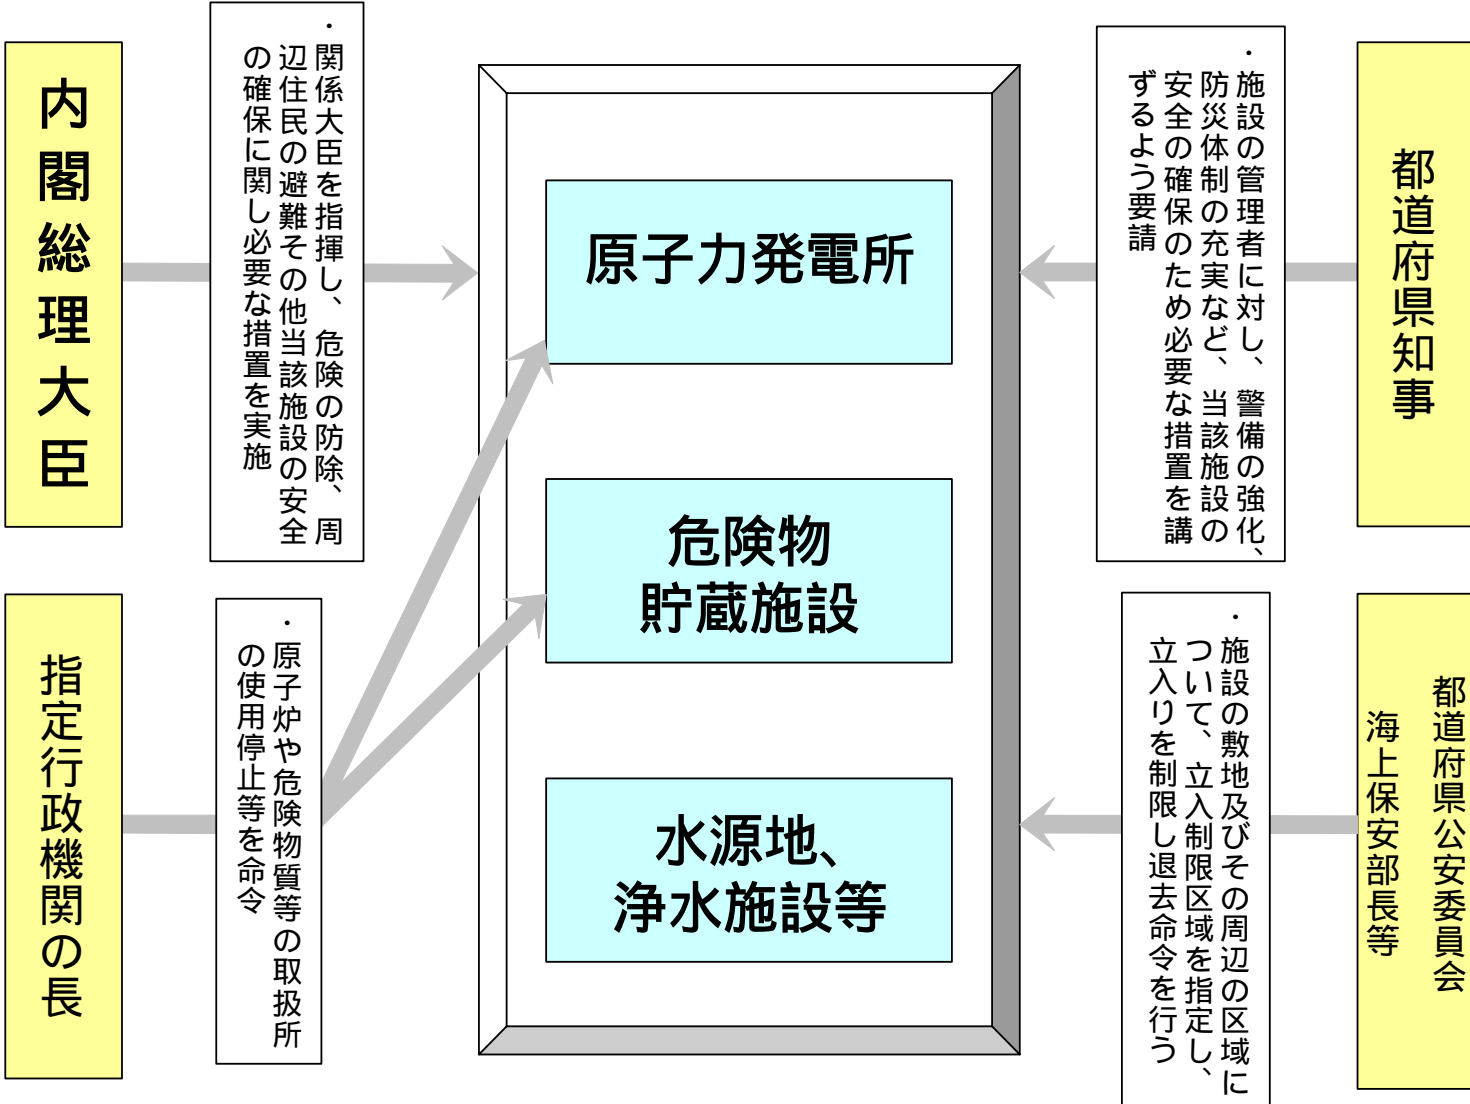 内閣総理大臣
・関係大臣を指揮し、危険の防除、周
辺住民の避難その他当該施設の安全
の確保に関し必要な措置を実施
指定行政機関の長
・原子炉や危険物質等の取扱所
の使用停止等を命令
原子力発電所
危険物
貯蔵施設
水源地、
浄水施設等
・施設の管理者に対し、警備の強化、
防災体制の充実など、当該施設の
安全の確保のため必要な措置を講
ずるよう要請
都道府県知事
・施設の敷地及びその周辺の区域に
ついて、立入制限区域を指定し、
立入りを制限し退去命令を行う
都道府県公安委員会
海上保安部長等